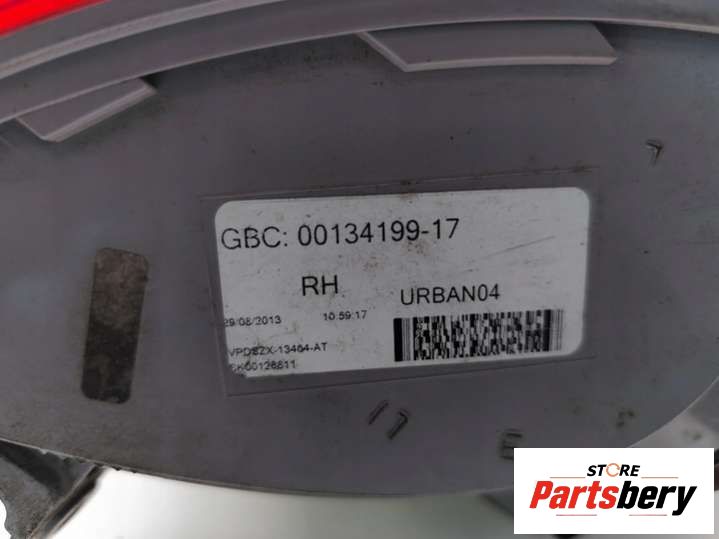 GBC: 00134199-17
RH
URBAN04
29/08/2013
10:59:17
STORE
Partsbery